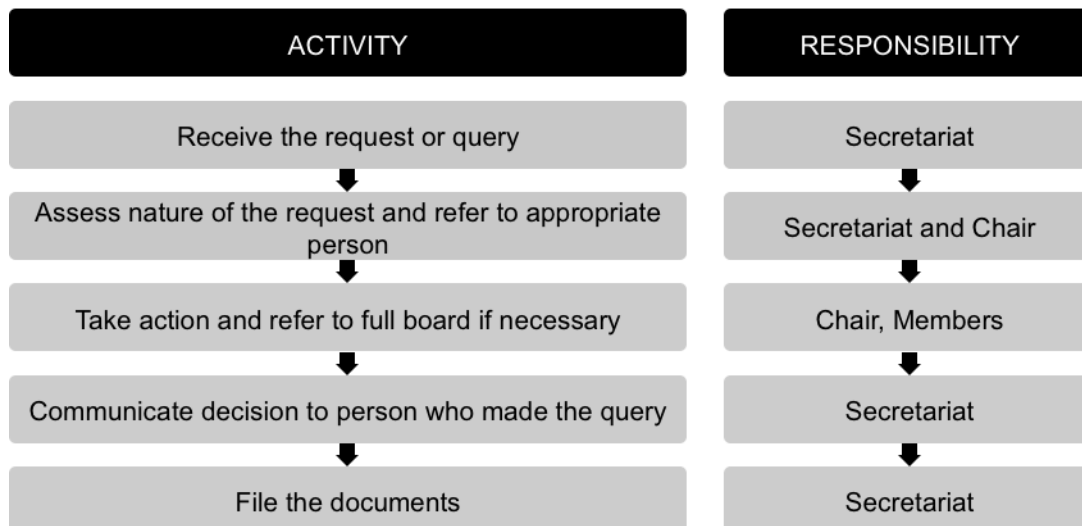 ACTIVITY
RESPONSIBILITY
Receive the request or query
Secretariat
Assess nature of the request and refer to appropriate
person
Secretariat and Chair
Take action and refer to full board if necessary
Chair, Members
Communicate decision to person who made the query
Secretariat
File the documents
Secretariat